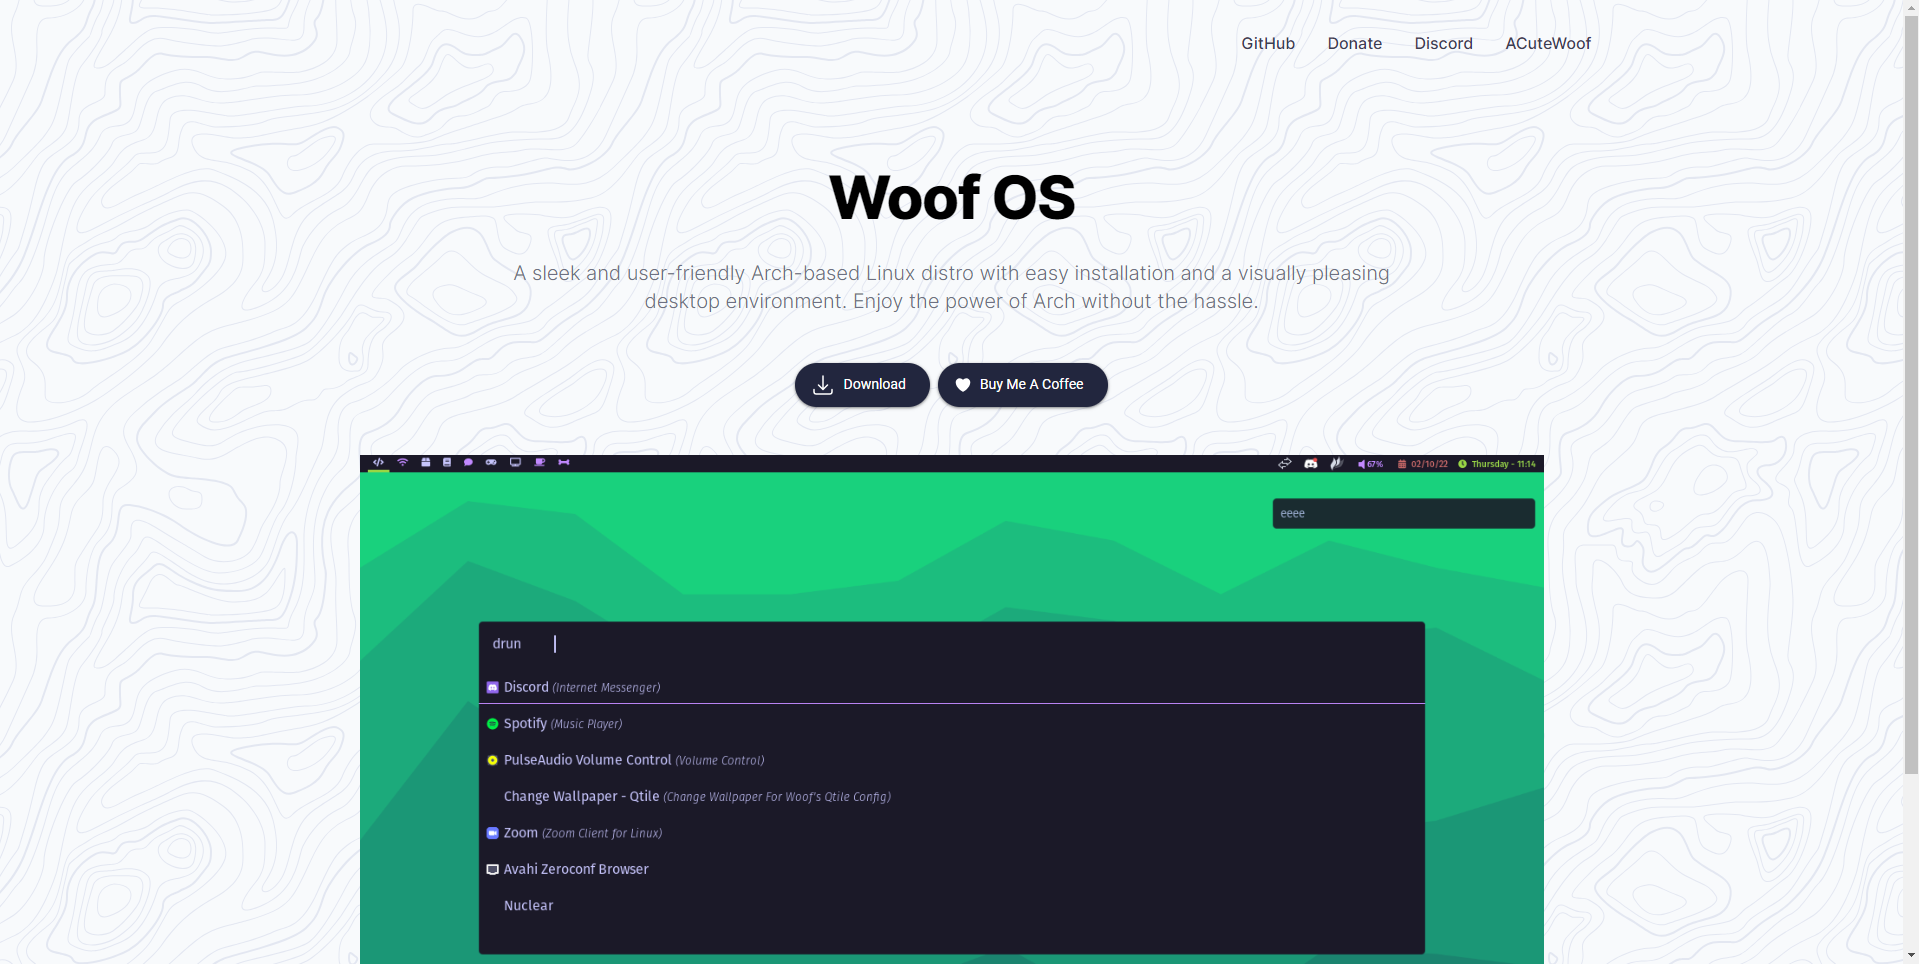 GitHub Donate Discord ACuteWoof
Woof OS
A sleek and user-friendly Arch-based Linux distro with easy installation and a visually pleasing
desktop environment. Enjoy the power of Arch without the hassle.
Download Buy Me A Coffee
67% 02/10/22 Thursday - 11:14
eeee
drun
Discord (Internet Messenger)
Spotify (Music Player)
PulseAudio Volume Control (Volume Control)
Change Wallpaper - Qtile (Change Wallpaper For Woof's Qtile Config)
Zoom (Zoom Client for Linux)
Avahi Zeroconf Browser
Nuclear